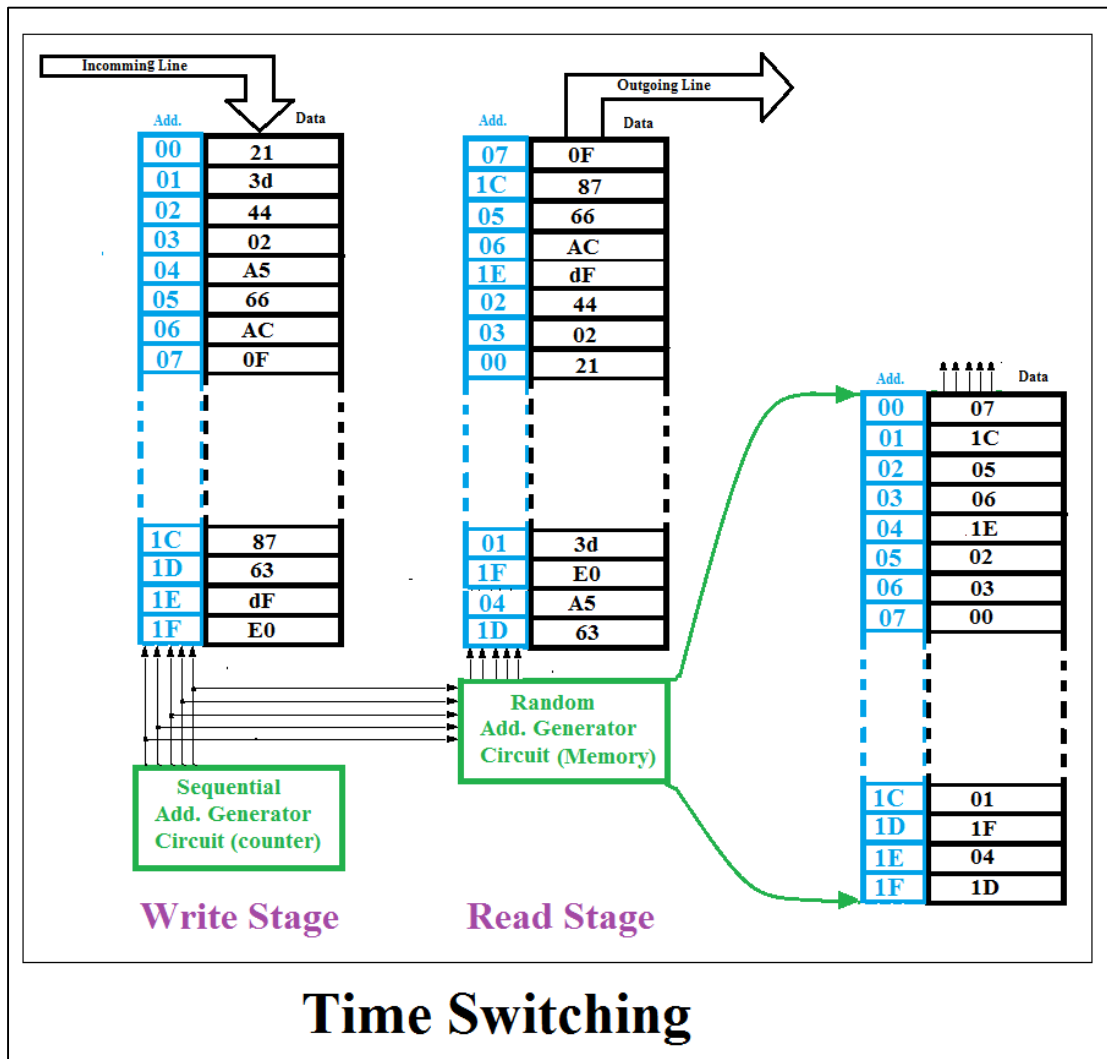 Incomming Line
Outgoing Line
Add. Data
00 21
01 3d
02 44
03 02
04 A5
05 66
06 AC
07 0F
1C 87
1D 63
1E dF
1F E0
Add. Data
07 0F
1C 87
05 66
06 AC
1E dF
02 44
03 02
00 21
01 3d
1F E0
04 A5
1D 63
Add. Data
00 07
01 1C
02 05
03 06
04 1E
05 02
06 03
07 00
1C 01
1D 1F
1E 04
1F 1D
Sequential
Add. Generator
Circuit (counter)
Random
Add. Generator
Circuit (Memory)
Write Stage
Read Stage
Time Switching